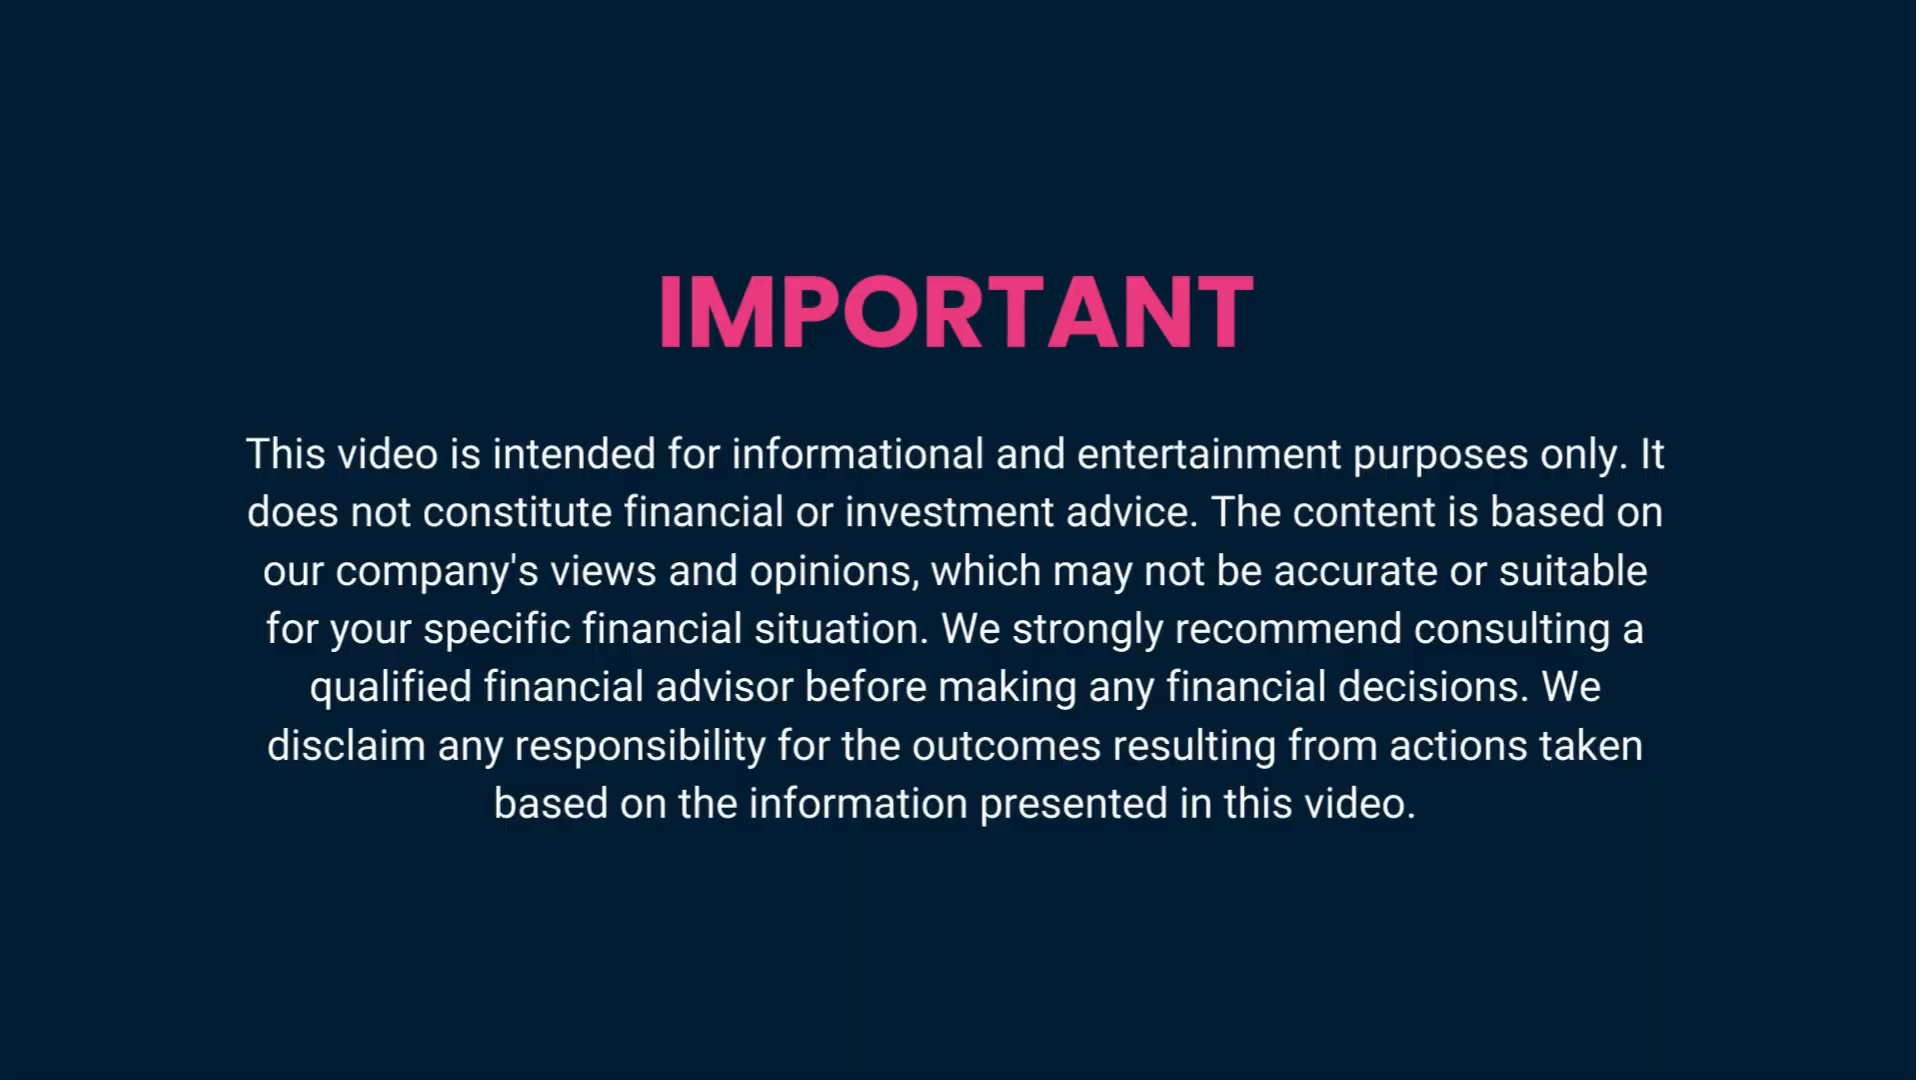 IMPORTANT
This video is intended for informational and entertainment purposes only. It
does not constitute financial or investment advice. The content is based on
our company's views and opinions, which may not be accurate or suitable
for your specific financial situation. We strongly recommend consulting a
qualified financial advisor before making any financial decisions. We
disclaim any responsibility for the outcomes resulting from actions taken
based on the information presented in this video.